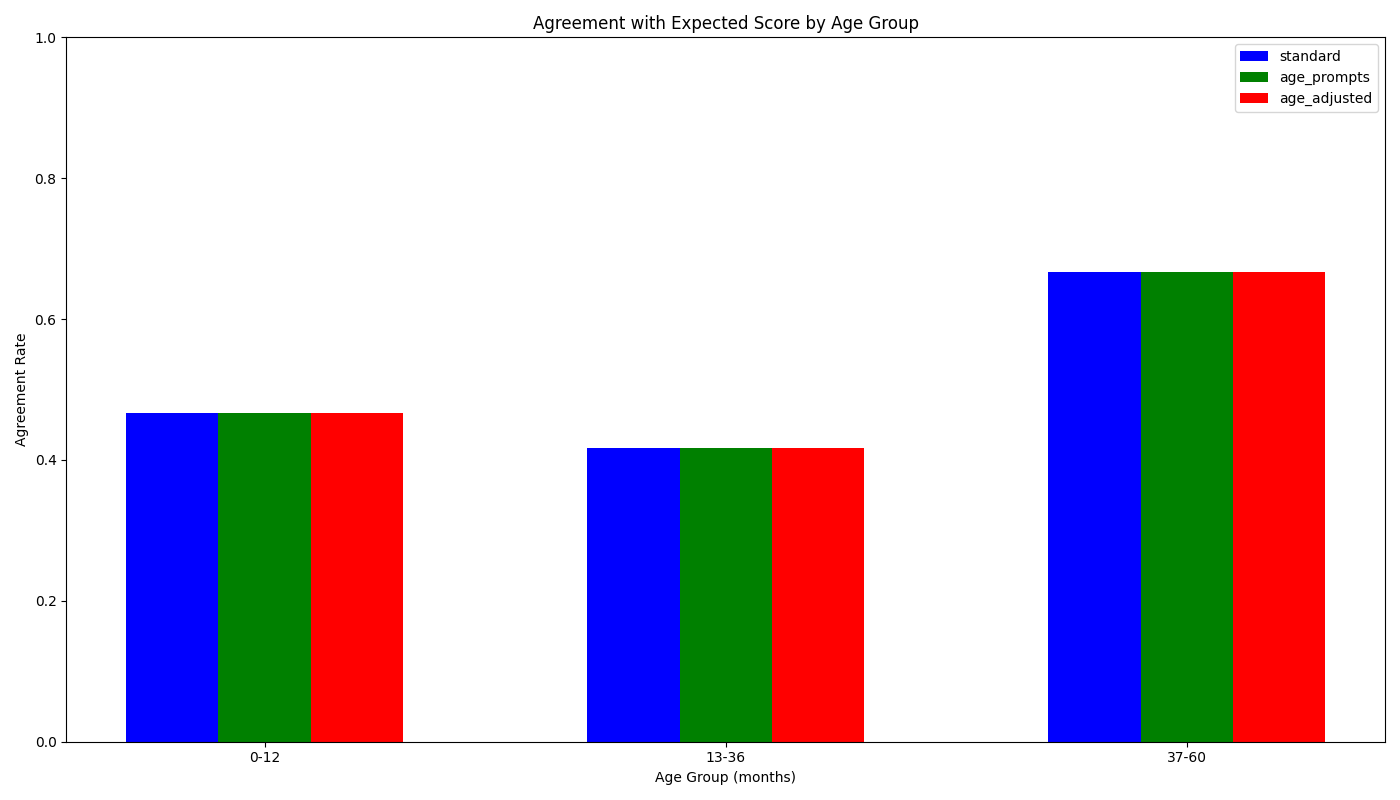 Agreement with Expected Score by Age Group
standard
age_prompts
age_adjusted
Agreement Rate
1.0
0.8
0.6
0.4
0.2
0.0
0-12
13-36
37-60
Age Group (months)